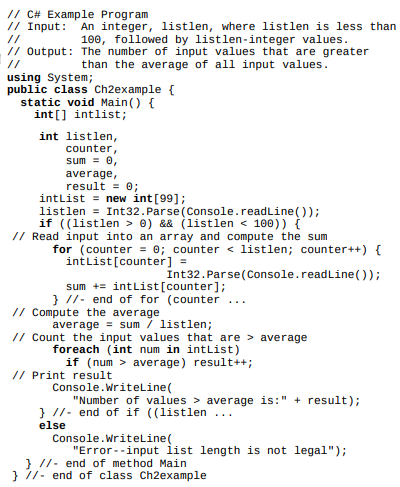 // C# Example Program
// Input:  An integer, listlen, where listlen is less than
//         100, followed by listlen-integer values.
// Output: The number of input values that are greater
//         than the average of all input values.
using System;
public class Ch2example {
  static void Main() {
    int[] intlist;
    int listlen,
        counter,
        sum = 0,
        average,
        result = 0;
    intList = new int[99];
    listlen = Int32.Parse(Console.readLine());
    if ((listlen > 0) && (listlen < 100)) {
// Read input into an array and compute the sum
      for (counter = 0; counter < listlen; counter++) {
        intList[counter] =
                     Int32.Parse(Console.readLine());
        sum += intList[counter];
      } //- end of for (counter ...
// Compute the average
      average = sum / listlen;
// Count the input values that are > average
      foreach (int num in intList)
        if (num > average) result++;
// Print result
      Console.WriteLine(
         "Number of values > average is:" + result);
    } //- end of if ((listlen ...
    else
      Console.WriteLine(
         "Error--input list length is not legal");
  } //- end of method Main
} //- end of class Ch2example